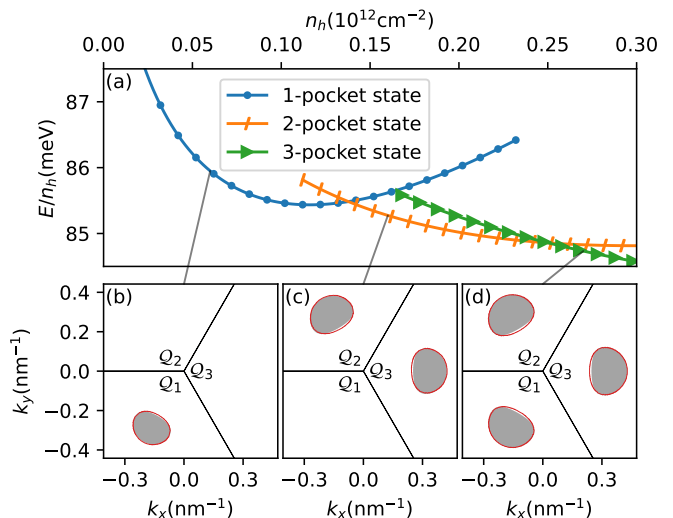 n_h(10^12cm^−2)
0.00 0.05 0.10 0.15 0.20 0.25 0.30
(a)
1-pocket state
2-pocket state
3-pocket state
E/n_h(meV)
87
86
85
(b) (c) (d)
k_y(nm^−1)
0.4
0.2
0.0
−0.2
−0.4
Q_2 Q_3 Q_1
Q_2 Q_3 Q_1
Q_2 Q_3 Q_1
−0.3 0.0 0.3 −0.3 0.0 0.3 −0.3 0.0 0.3
k_x(nm^−1) k_x(nm^−1) k_x(nm^−1)